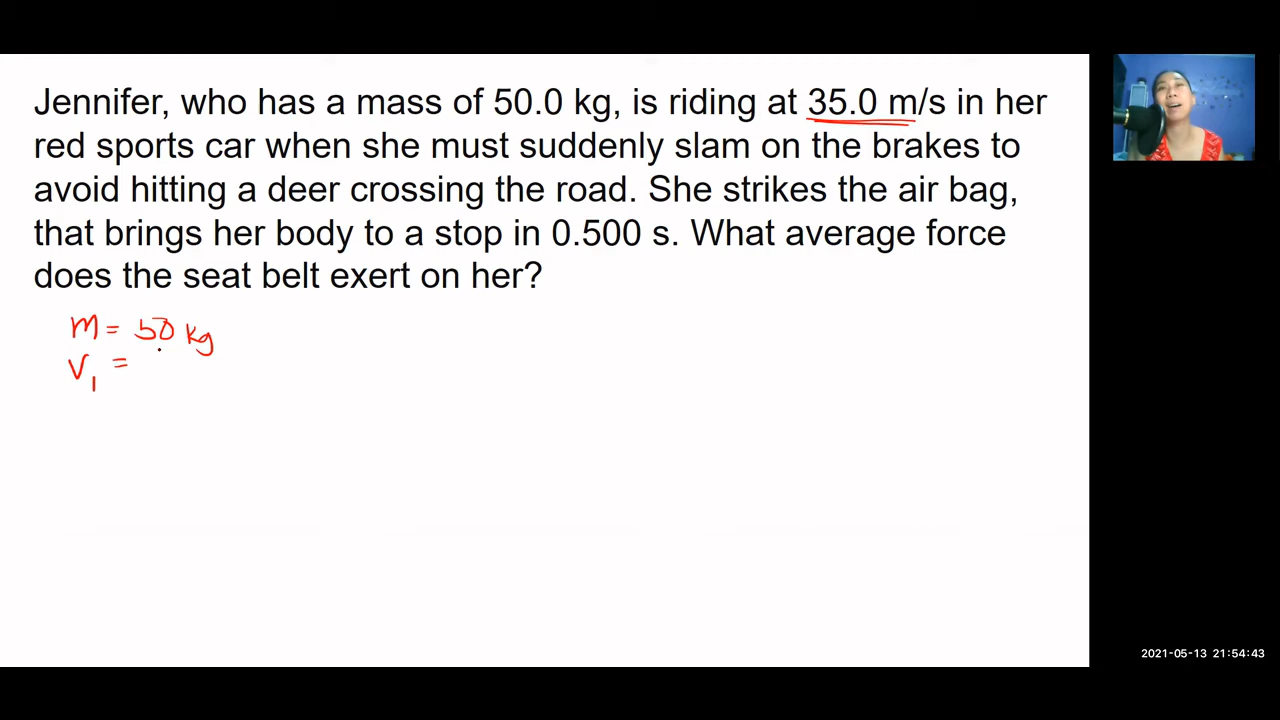 Jennifer, who has a mass of 50.0 kg, is riding at 35.0 m/s in her
red sports car when she must suddenly slam on the brakes to
avoid hitting a deer crossing the road. She strikes the air bag,
that brings her body to a stop in 0.500 s. What average force
does the seat belt exert on her?
m = 50 kg
V₁ =
2021-05-13 21:54:43